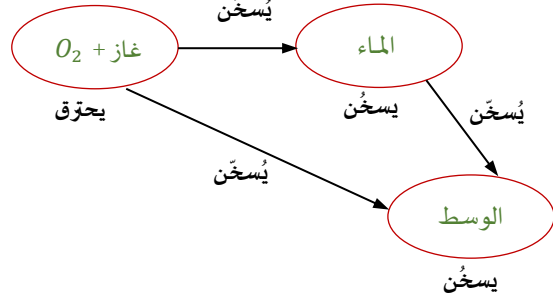 يُسخّن
غاز + O₂
الماء
يحترق
يسخُن
يُسخّن
يُسخّن
الوسط
يسخُن